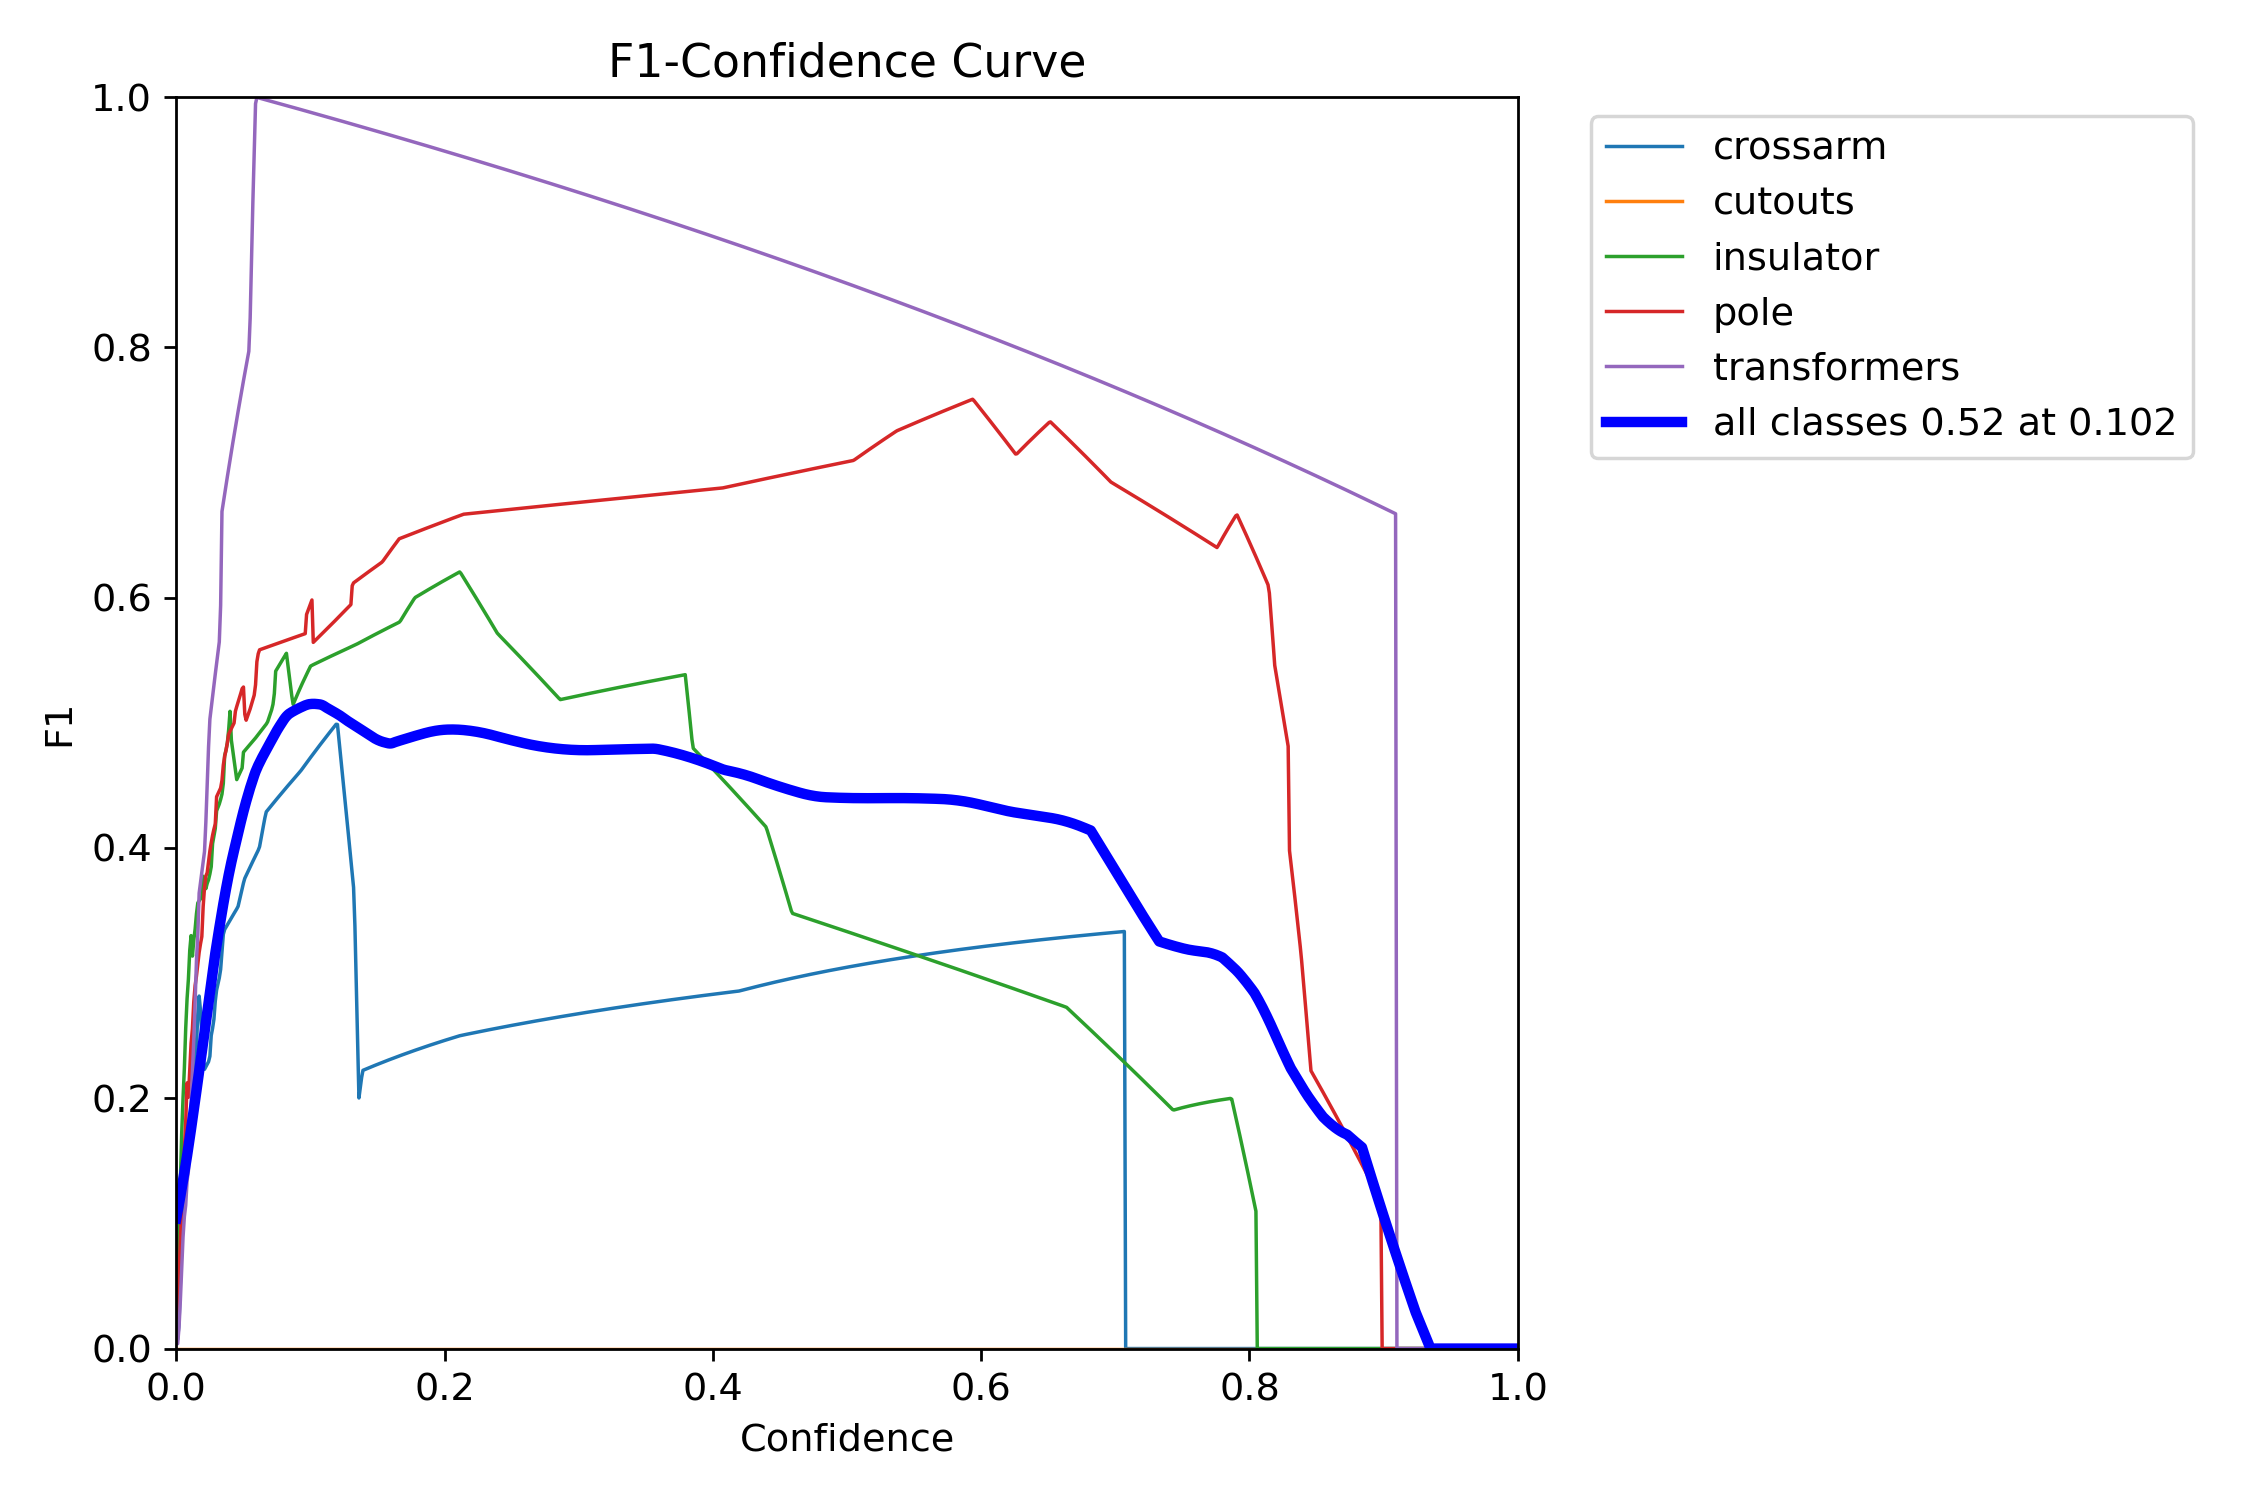 F1-Confidence Curve
1.0
0.8
0.6
0.4
0.2
0.0
F1
0.0 0.2 0.4 0.6 0.8 1.0
Confidence
crossarm
cutouts
insulator
pole
transformers
all classes 0.52 at 0.102